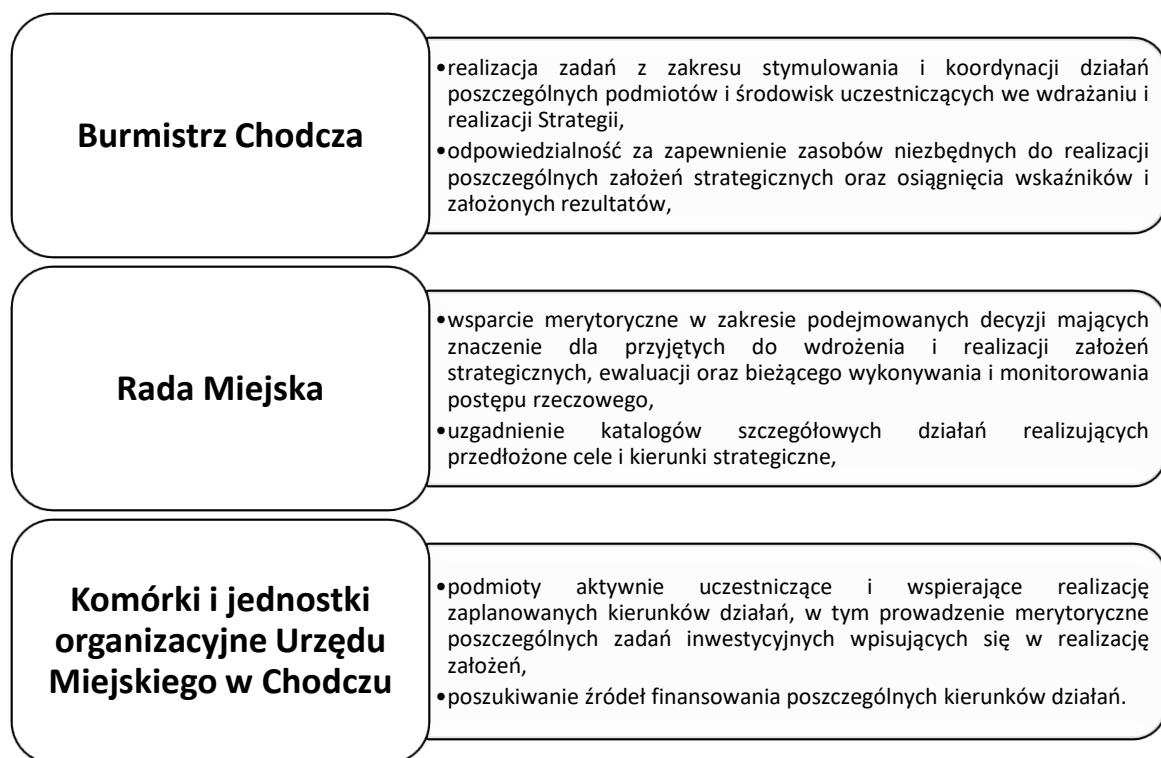 Burmistrz Chodcza
•realizacja zadań z zakresu stymulowania i koordynacji działań
poszczególnych podmiotów i środowisk uczestniczących we wdrażaniu i
realizacji Strategii,
•odpowiedzialność za zapewnienie zasobów niezbędnych do realizacji
poszczególnych założeń strategicznych oraz osiągnięcia wskaźników i
założonych rezultatów,
Rada Miejska
•wsparcie merytoryczne w zakresie podejmowanych decyzji mających
znaczenie dla przyjętych do wdrożenia i realizacji założeń
strategicznych, ewaluacji oraz bieżącego wykonywania i monitorowania
postępu rzeczowego,
•uzgadnienie katalogów szczegółowych działań realizujących
przedłożone cele i kierunki strategiczne,
Komórki i jednostki
organizacyjne Urzędu
Miejskiego w Chodczu
•podmioty aktywnie uczestniczące i wspierające realizację
zaplanowanych kierunków działań, w tym prowadzenie merytoryczne
poszczególnych zadań inwestycyjnych wpisujących się w realizację
założeń,
•poszukiwanie źródeł finansowania poszczególnych kierunków działań.